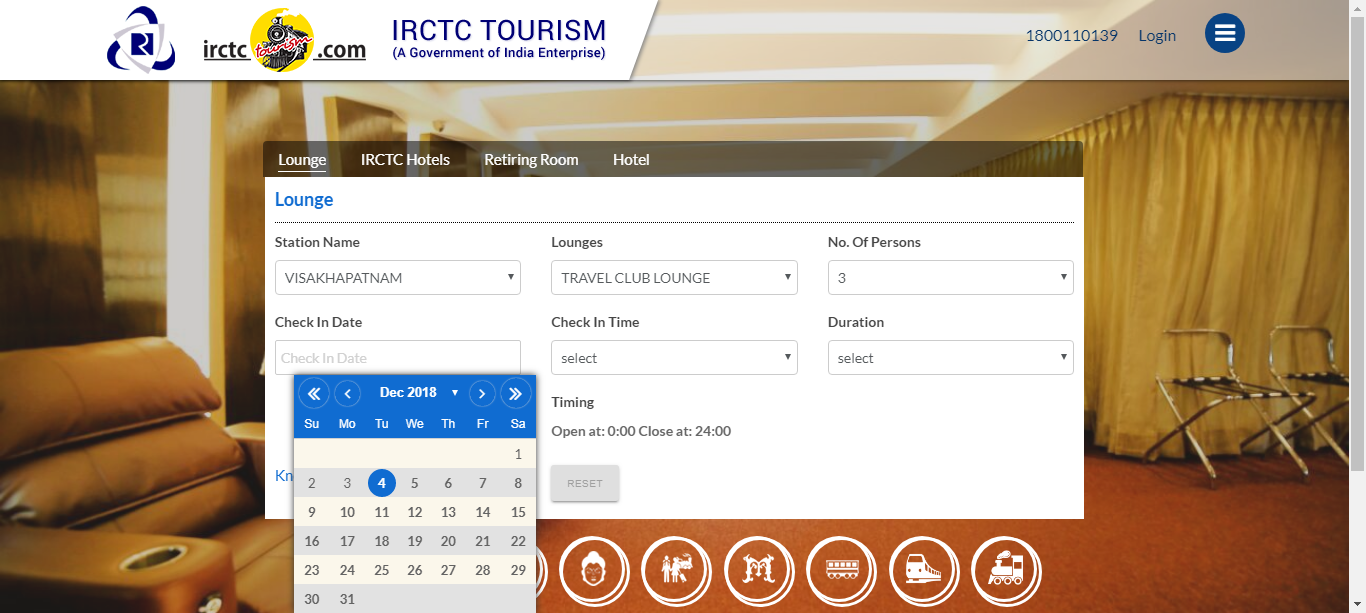 irctc tourism .com
IRCTC TOURISM
(A Government of India Enterprise)
1800110139 Login
Lounge IRCTC Hotels Retiring Room Hotel
Lounge
Station Name Lounges No. Of Persons
VISAKHAPATNAM TRAVEL CLUB LOUNGE 3
Check In Date Check In Time Duration
Check In Date select select
Dec 2018
Su Mo Tu We Th Fr Sa
1
2 3 4 5 6 7 8
9 10 11 12 13 14 15
16 17 18 19 20 21 22
23 24 25 26 27 28 29
30 31
Timing
Open at: 0:00 Close at: 24:00
Kn
RESET